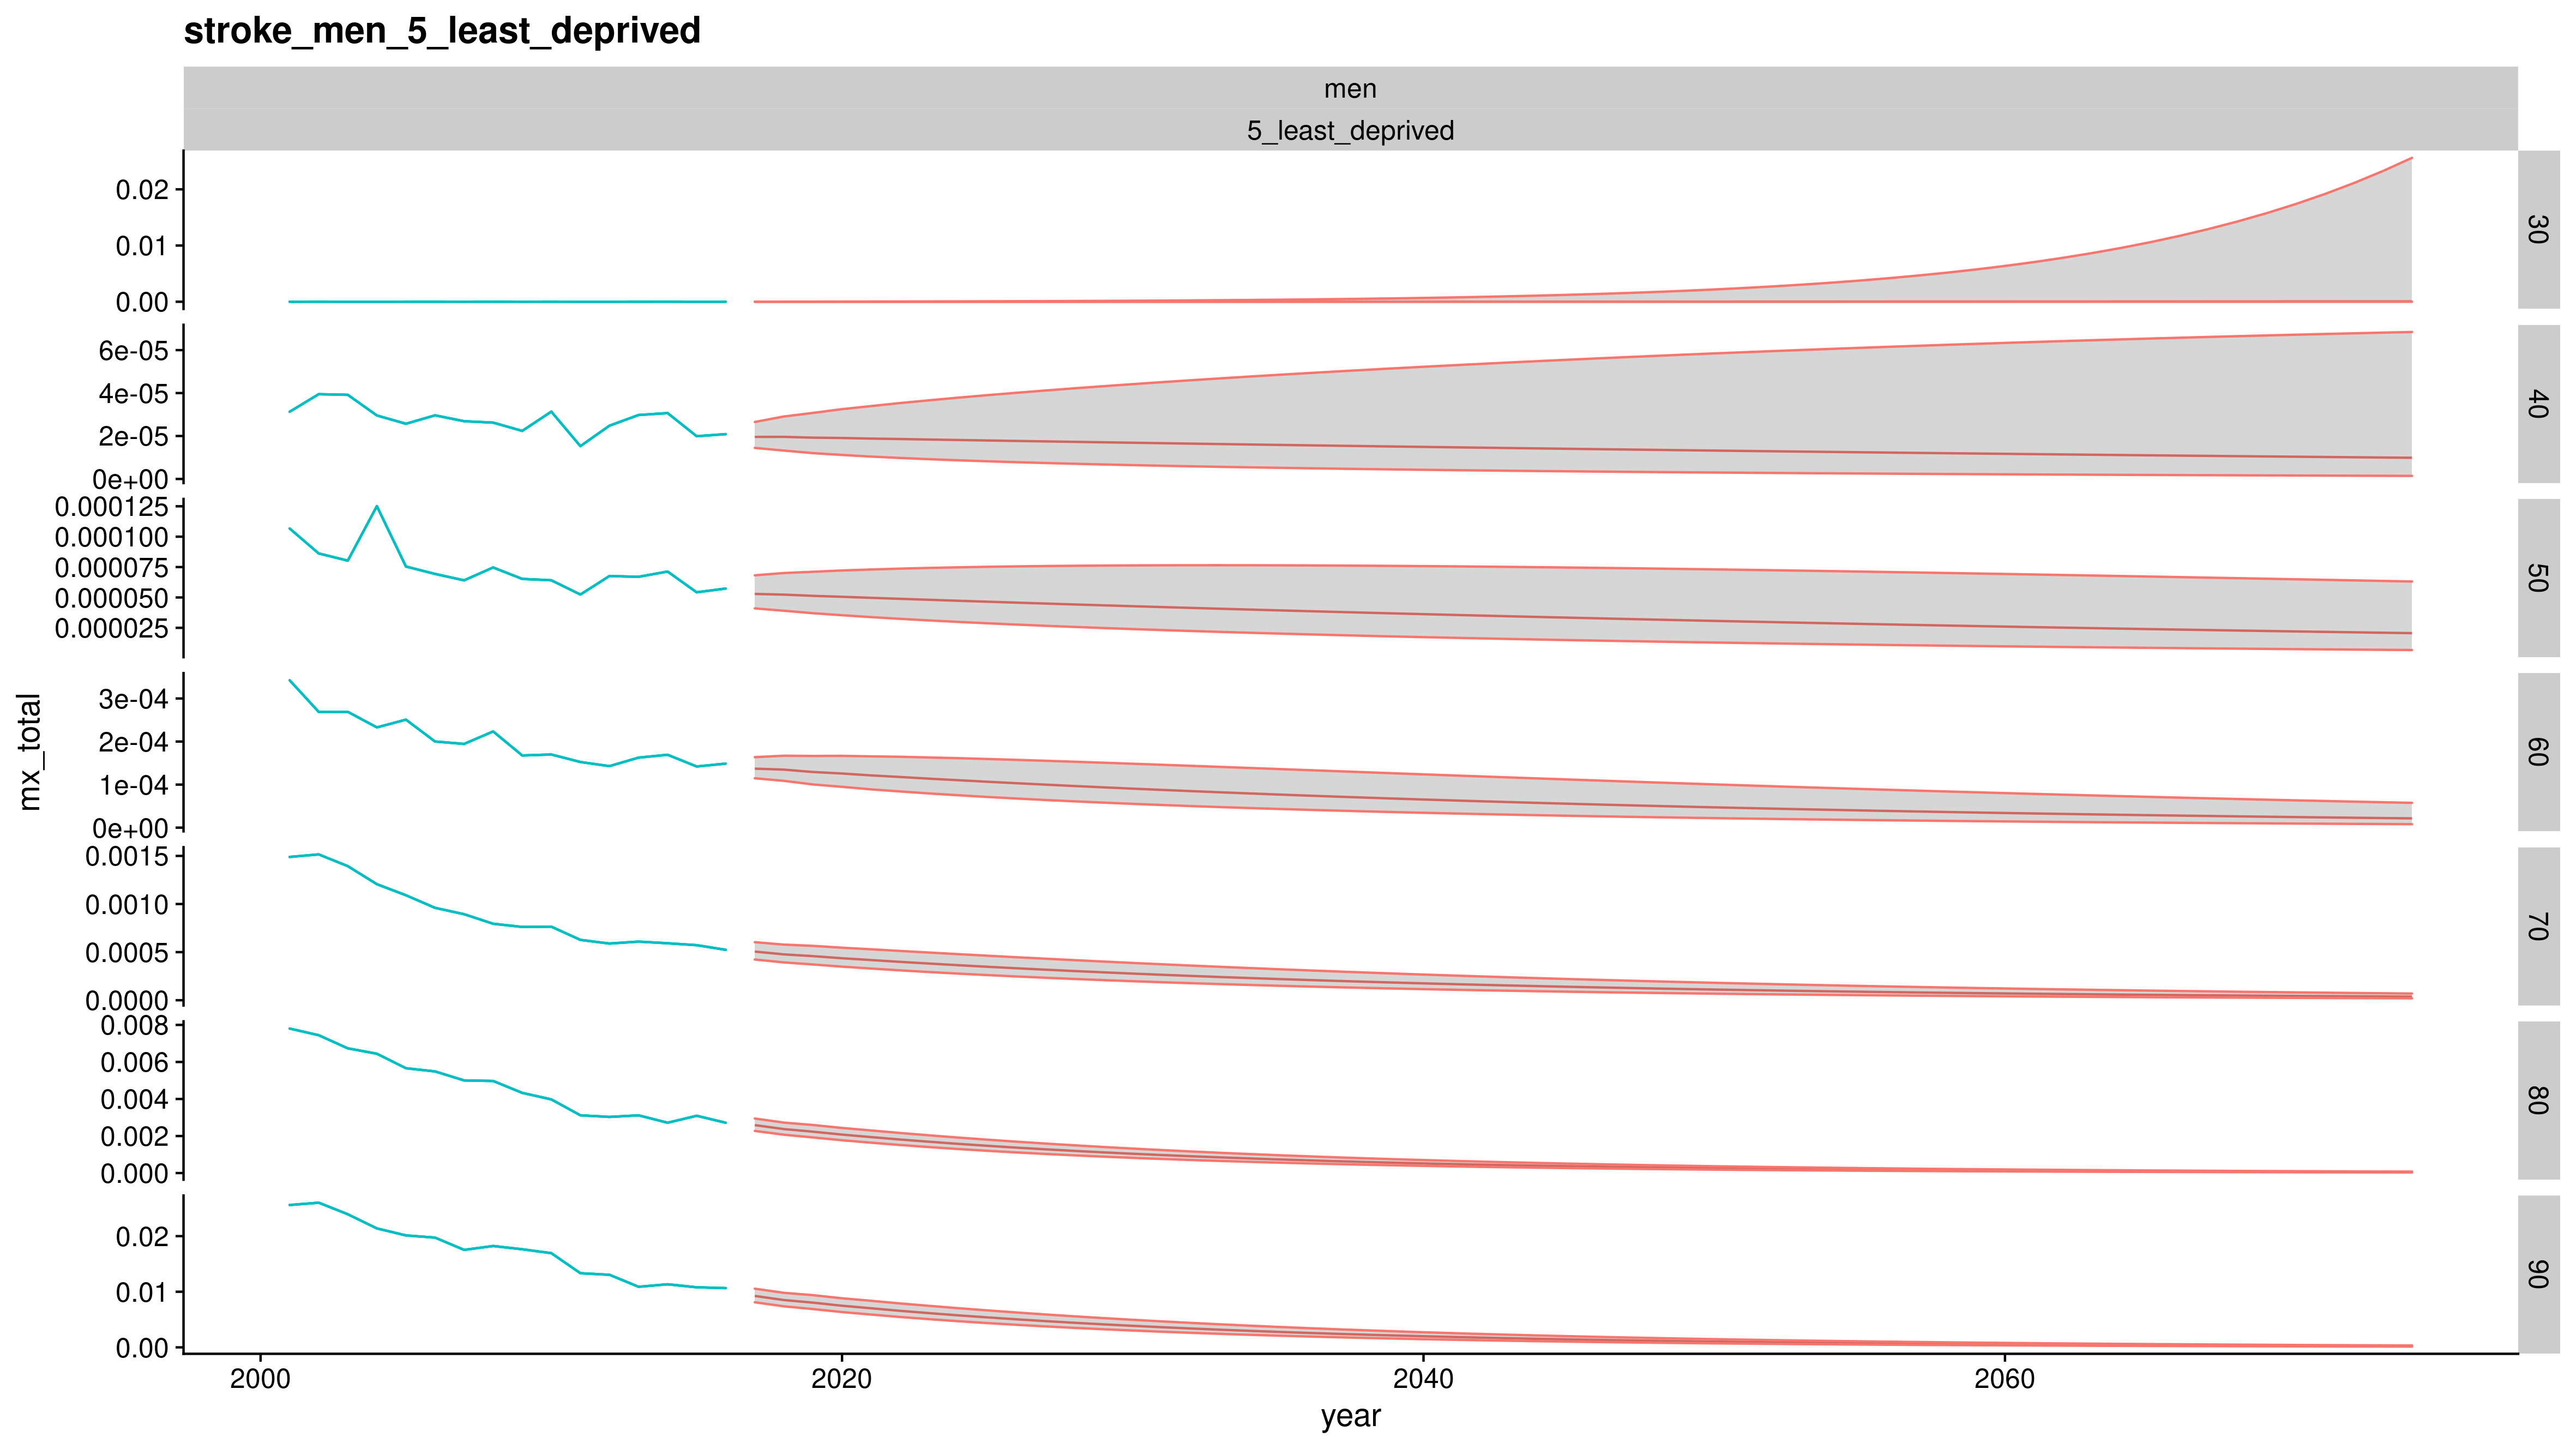 stroke_men_5_least_deprived
men
5_least_deprived
mx_total
0.02
0.01
0.00
30
6e-05
4e-05
2e-05
0e+00
40
0.000125
0.000100
0.000075
0.000050
0.000025
50
3e-04
2e-04
1e-04
0e+00
60
0.0015
0.0010
0.0005
0.0000
70
0.008
0.006
0.004
0.002
0.000
80
0.02
0.01
0.00
90
2000 2020 2040 2060
year